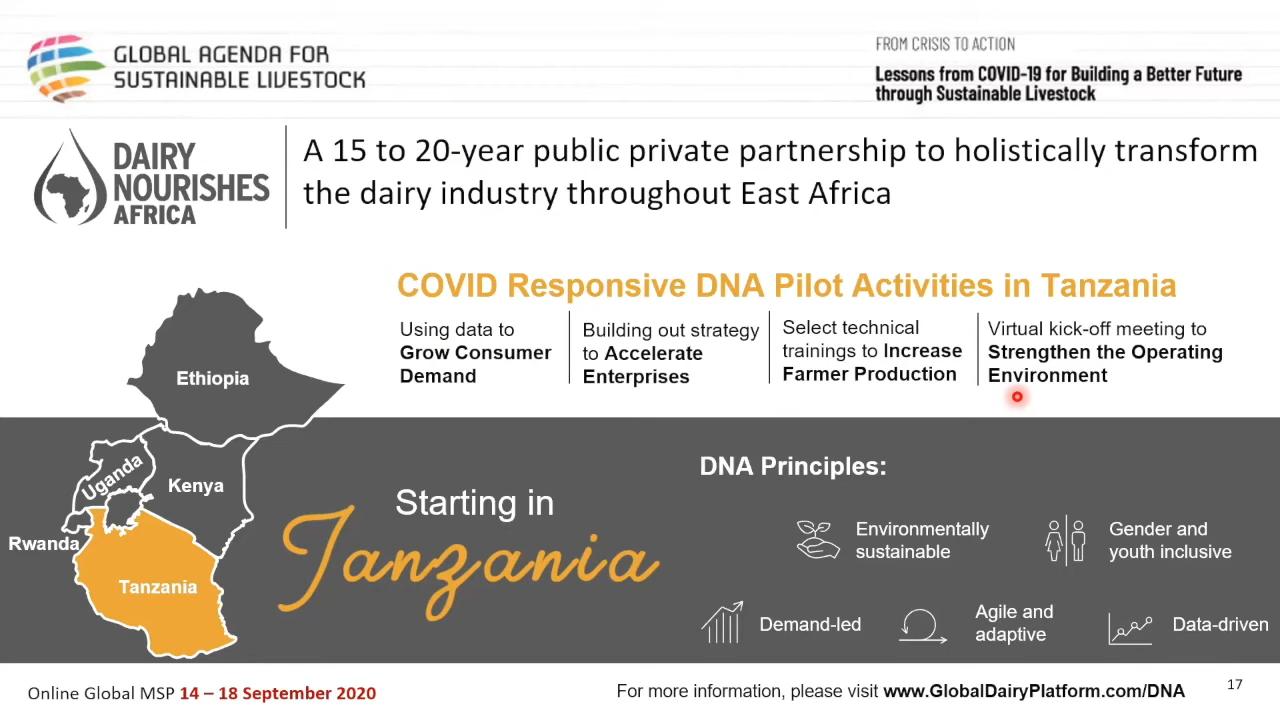 GLOBAL AGENDA FOR
SUSTAINABLE LIVESTOCK
FROM CRISIS TO ACTION
Lessons from COVID-19 for Building a Better Future
through Sustainable Livestock
DAIRY
NOURISHES
AFRICA
A 15 to 20-year public private partnership to holistically transform
the dairy industry throughout East Africa
COVID Responsive DNA Pilot Activities in Tanzania
Using data to
Grow Consumer
Demand
Building out strategy
to Accelerate
Enterprises
Select technical
trainings to Increase
Farmer Production
Virtual kick-off meeting to
Strengthen the Operating
Environment
Ethiopia
Uganda
Kenya
Rwanda
Tanzania
Starting in
Tanzania
DNA Principles:
Environmentally
sustainable
Gender and
youth inclusive
Demand-led
Agile and
adaptive
Data-driven
Online Global MSP 14 – 18 September 2020
For more information, please visit www.GlobalDairyPlatform.com/DNA
17